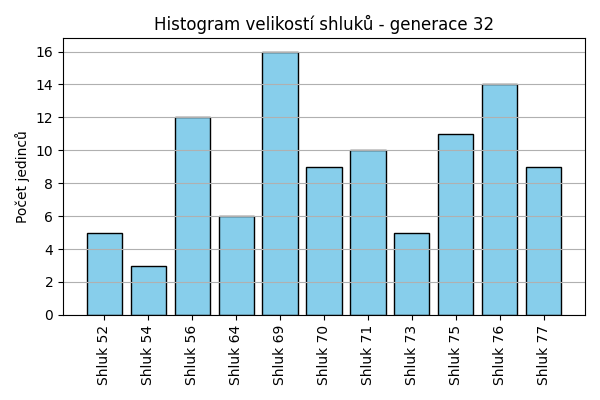 Histogram velikostí shluků - generace 32
Počet jedinců
16
14
12
10
8
6
4
2
0
Shluk 52
Shluk 54
Shluk 56
Shluk 64
Shluk 69
Shluk 70
Shluk 71
Shluk 73
Shluk 75
Shluk 76
Shluk 77